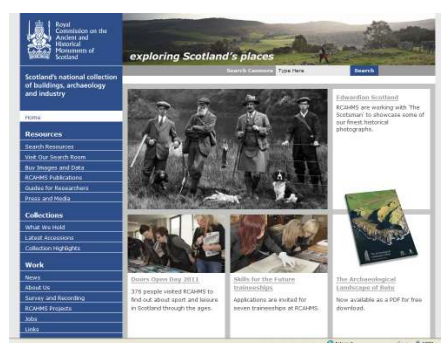 Royal
Commission on the
Ancient and
Historical
Monuments of
Scotland
exploring Scotland's places
Search Canmore Type Here Search
Scotland's national collection
of buildings, archaeology
and industry
Home
Resources
Search Resources
Visit Our Search Room
Buy Images and Data
RCAHMS Publications
Guides for Researchers
Press and Media
Collections
What We Hold
Latest Accessions
Collection Highlights
Work
News
About Us
Survey and Recording
RCAHMS Projects
Jobs
Links
Edwardian Scotland
RCAHMS are working with 'The
Scotsman' to showcase some of
our finest historical
photographs.
Doors Open Day 2011
376 people visited RCAHMS to
find out about sport and leisure
in Scotland through the ages.
Skills for the Future
traineeships
Applications are invited for
seven traineeships at RCAHMS.
The Archaeological
Landscape of Bute
Now available as a PDF for free
download.